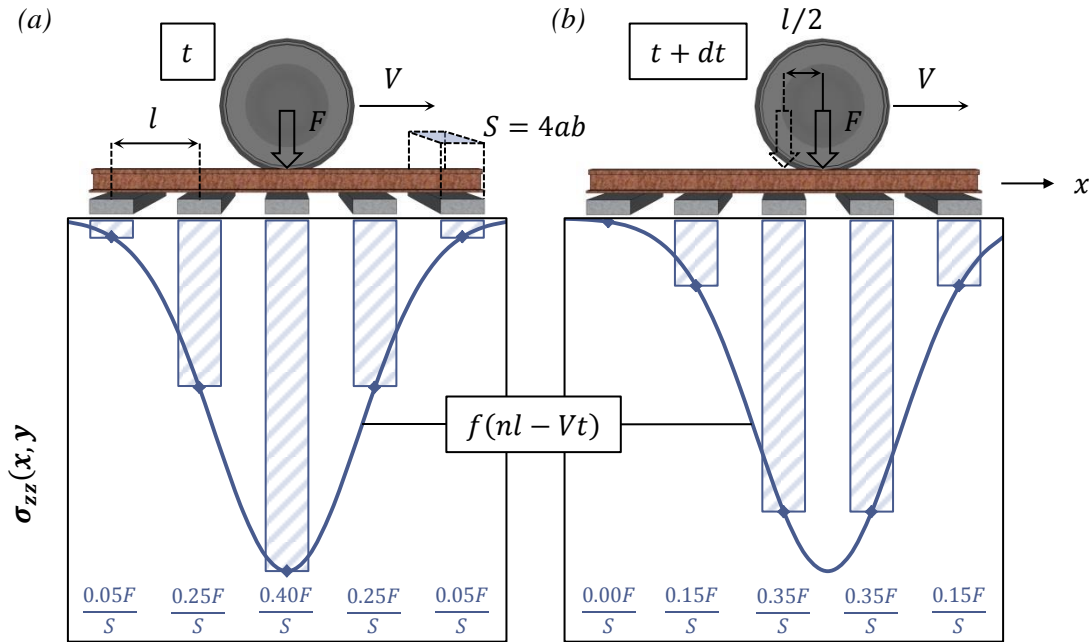 (a)
t
V
l
F
S = 4ab
(b)
l/2
t + dt
V
F
x
σzz(x, y
f(nl − Vt)
0.05F/S 0.25F/S 0.40F/S 0.25F/S 0.05F/S
0.00F/S 0.15F/S 0.35F/S 0.35F/S 0.15F/S